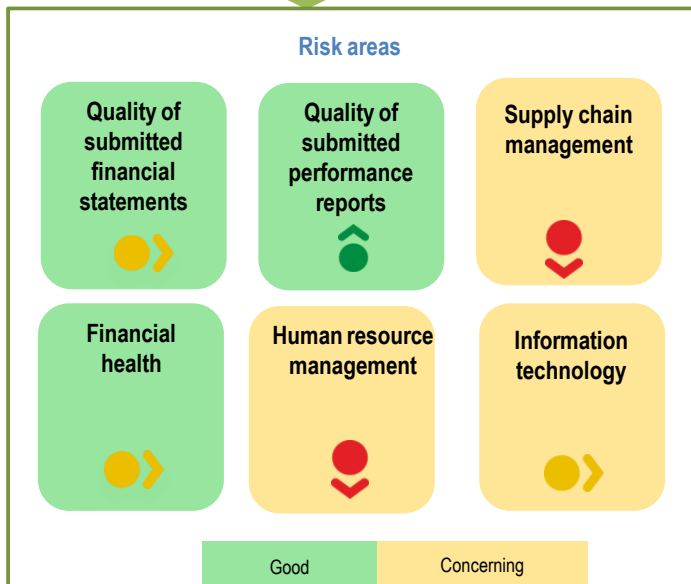 Risk areas
Quality of
submitted
financial
statements
Quality of
submitted
performance
reports
Supply chain
management
Financial
health
Human resource
management
Information
technology
Good
Concerning